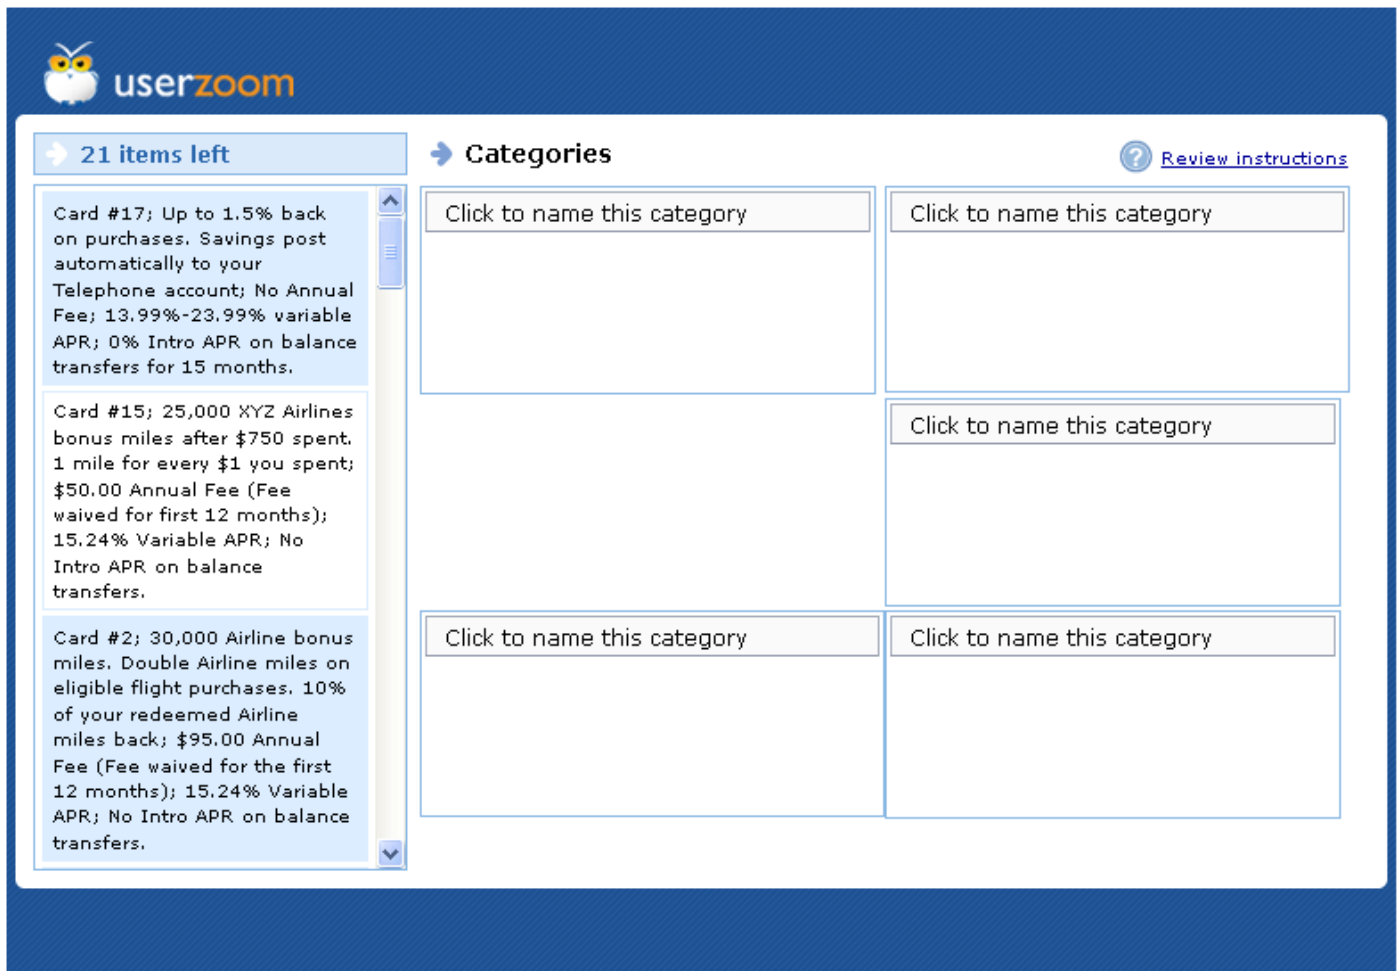 userzoom
21 items left
Categories
? Review instructions
Card #17; Up to 1.5% back
on purchases. Savings post
automatically to your
Telephone account; No Annual
Fee; 13.99%-23.99% variable
APR; 0% Intro APR on balance
transfers for 15 months.
Card #15; 25,000 XYZ Airlines
bonus miles after $750 spent.
1 mile for every $1 you spent;
$50.00 Annual Fee (Fee
waived for first 12 months);
15.24% Variable APR; No
Intro APR on balance
transfers.
Card #2; 30,000 Airline bonus
miles. Double Airline miles on
eligible flight purchases. 10%
of your redeemed Airline
miles back; $95.00 Annual
Fee (Fee waived for the first
12 months); 15.24% Variable
APR; No Intro APR on balance
transfers.
Click to name this category
Click to name this category
Click to name this category
Click to name this category
Click to name this category